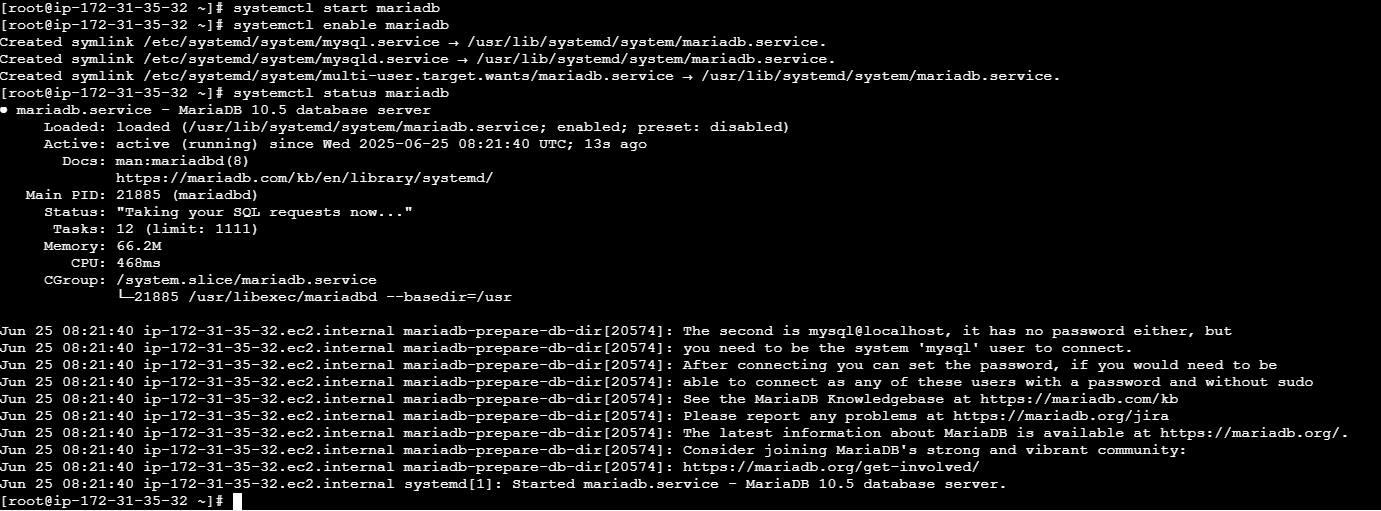 [root@ip-172-31-35-32 ~]# systemctl start mariadb
[root@ip-172-31-35-32 ~]# systemctl enable mariadb
Created symlink /etc/systemd/system/mysql.service → /usr/lib/systemd/system/mariadb.service.
Created symlink /etc/systemd/system/mysqld.service → /usr/lib/systemd/system/mariadb.service.
Created symlink /etc/systemd/system/multi-user.target.wants/mariadb.service → /usr/lib/systemd/system/mariadb.service.
[root@ip-172-31-35-32 ~]# systemctl status mariadb
● mariadb.service - MariaDB 10.5 database server
     Loaded: loaded (/usr/lib/systemd/system/mariadb.service; enabled; preset: disabled)
     Active: active (running) since Wed 2025-06-25 08:21:40 UTC; 13s ago
       Docs: man:mariadbd(8)
             https://mariadb.com/kb/en/library/systemd/
   Main PID: 21885 (mariadbd)
     Status: "Taking your SQL requests now..."
      Tasks: 12 (limit: 1111)
     Memory: 66.2M
        CPU: 468ms
     CGroup: /system.slice/mariadb.service
             └─21885 /usr/libexec/mariadbd --basedir=/usr
Jun 25 08:21:40 ip-172-31-35-32.ec2.internal mariadb-prepare-db-dir[20574]: The second is mysql@localhost, it has no password either, but
Jun 25 08:21:40 ip-172-31-35-32.ec2.internal mariadb-prepare-db-dir[20574]: you need to be the system 'mysql' user to connect.
Jun 25 08:21:40 ip-172-31-35-32.ec2.internal mariadb-prepare-db-dir[20574]: After connecting you can set the password, if you would need to be
Jun 25 08:21:40 ip-172-31-35-32.ec2.internal mariadb-prepare-db-dir[20574]: able to connect as any of these users with a password and without sudo
Jun 25 08:21:40 ip-172-31-35-32.ec2.internal mariadb-prepare-db-dir[20574]: See the MariaDB Knowledgebase at https://mariadb.com/kb
Jun 25 08:21:40 ip-172-31-35-32.ec2.internal mariadb-prepare-db-dir[20574]: Please report any problems at https://mariadb.org/jira
Jun 25 08:21:40 ip-172-31-35-32.ec2.internal mariadb-prepare-db-dir[20574]: The latest information about MariaDB is available at https://mariadb.org/.
Jun 25 08:21:40 ip-172-31-35-32.ec2.internal mariadb-prepare-db-dir[20574]: Consider joining MariaDB's strong and vibrant community:
Jun 25 08:21:40 ip-172-31-35-32.ec2.internal mariadb-prepare-db-dir[20574]: https://mariadb.org/get-involved/
Jun 25 08:21:40 ip-172-31-35-32.ec2.internal systemd[1]: Started mariadb.service - MariaDB 10.5 database server.
[root@ip-172-31-35-32 ~]#